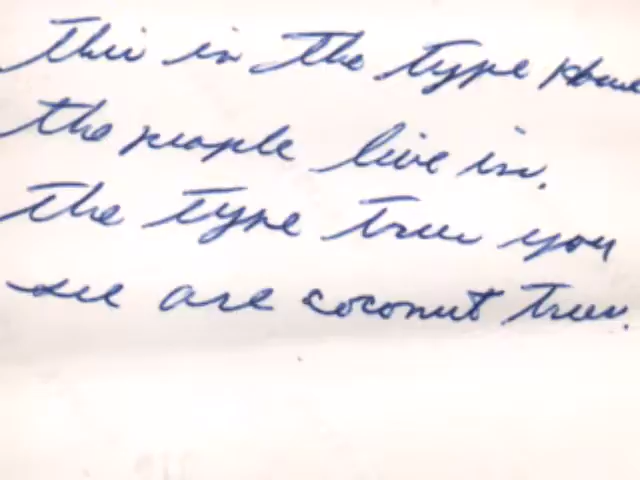 this is the type house
the people live in.
the type trees you
see are coconut trees.